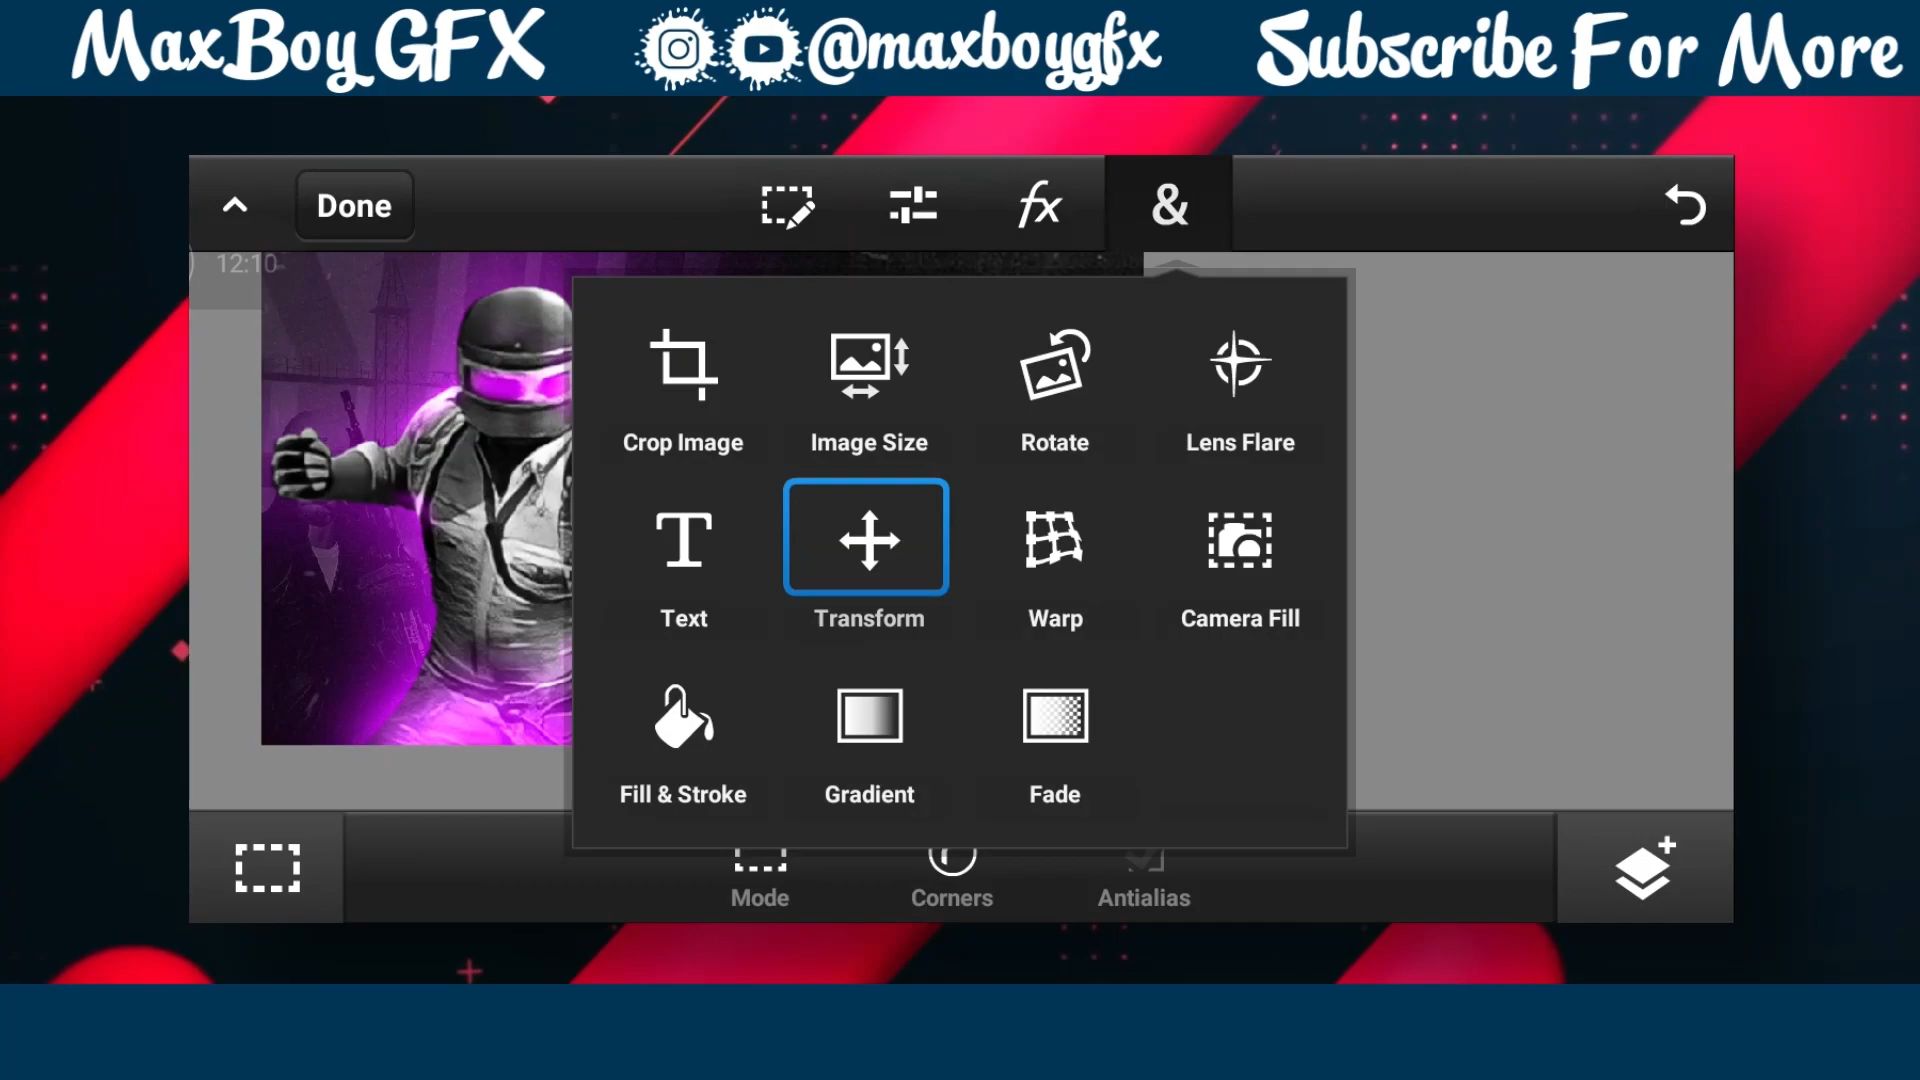 MaxBoy GFX @maxboygfx Subscribe For More
Done fx &
12:10
Crop Image Image Size Rotate Lens Flare
Text Transform Warp Camera Fill
Fill & Stroke Gradient Fade
Mode Corners Antialias